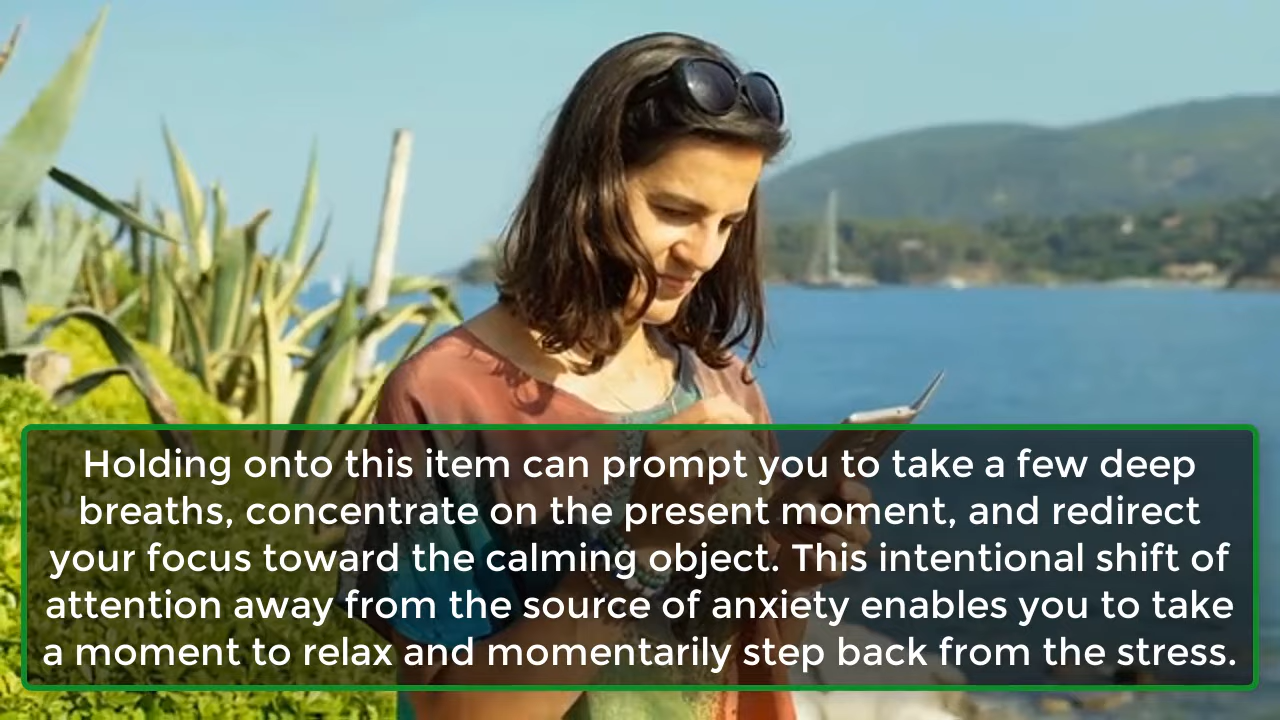 Holding onto this item can prompt you to take a few deep
breaths, concentrate on the present moment, and redirect
your focus toward the calming object. This intentional shift of
attention away from the source of anxiety enables you to take
a moment to relax and momentarily step back from the stress.